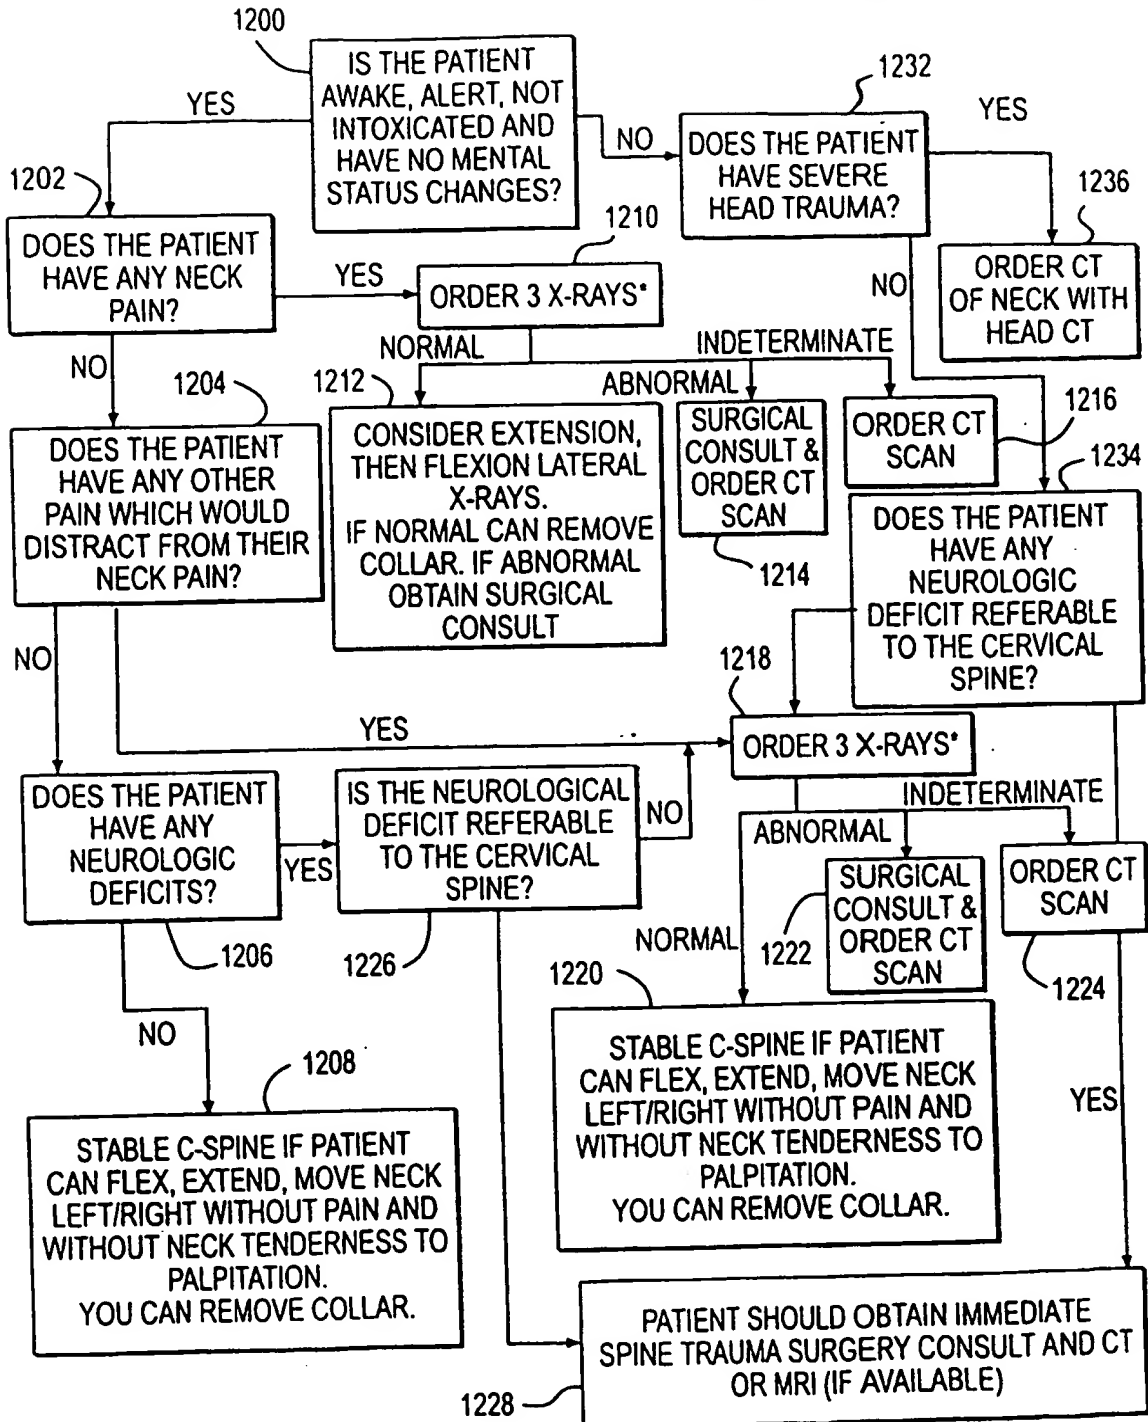 1200
IS THE PATIENT
AWAKE, ALERT, NOT
INTOXICATED AND
HAVE NO MENTAL
STATUS CHANGES?
YES
NO
1232
DOES THE PATIENT
HAVE SEVERE
HEAD TRAUMA?
YES
1236
ORDER CT
OF NECK WITH
HEAD CT
NO
1202
DOES THE PATIENT
HAVE ANY NECK
PAIN?
YES
1210
ORDER 3 X-RAYS*
NO
NORMAL
INDETERMINATE
ABNORMAL
1204
DOES THE PATIENT
HAVE ANY OTHER
PAIN WHICH WOULD
DISTRACT FROM THEIR
NECK PAIN?
1212
CONSIDER EXTENSION,
THEN FLEXION LATERAL
X-RAYS.
IF NORMAL CAN REMOVE
COLLAR. IF ABNORMAL
OBTAIN SURGICAL
CONSULT
SURGICAL
CONSULT &
ORDER CT
SCAN
1214
ORDER CT
SCAN
1216
1234
DOES THE PATIENT
HAVE ANY
NEUROLOGIC
DEFICIT REFERABLE
TO THE CERVICAL
SPINE?
NO
YES
1218
ORDER 3 X-RAYS*
DOES THE PATIENT
HAVE ANY
NEUROLOGIC
DEFICITS?
1206
YES
IS THE NEUROLOGICAL
DEFICIT REFERABLE
TO THE CERVICAL
SPINE?
1226
NO
INDETERMINATE
ABNORMAL
NORMAL
SURGICAL
CONSULT &
ORDER CT
SCAN
1222
ORDER CT
SCAN
1224
NO
1208
STABLE C-SPINE IF PATIENT
CAN FLEX, EXTEND, MOVE NECK
LEFT/RIGHT WITHOUT PAIN AND
WITHOUT NECK TENDERNESS TO
PALPITATION.
YOU CAN REMOVE COLLAR.
1220
STABLE C-SPINE IF PATIENT
CAN FLEX, EXTEND, MOVE NECK
LEFT/RIGHT WITHOUT PAIN AND
WITHOUT NECK TENDERNESS TO
PALPITATION.
YOU CAN REMOVE COLLAR.
YES
PATIENT SHOULD OBTAIN IMMEDIATE
SPINE TRAUMA SURGERY CONSULT AND CT
OR MRI (IF AVAILABLE)
1228